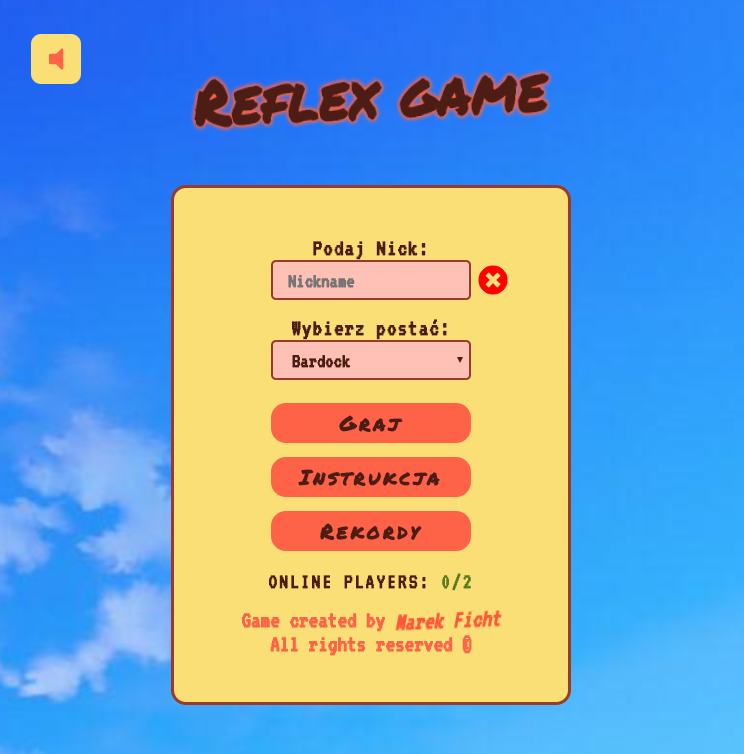 Reflex game
Podaj Nick:
Nickname
Wybierz postać:
Bardock
Graj
Instrukcja
Rekordy
ONLINE PLAYERS: 0/2
Game created by Marek Ficht
All rights reserved ©